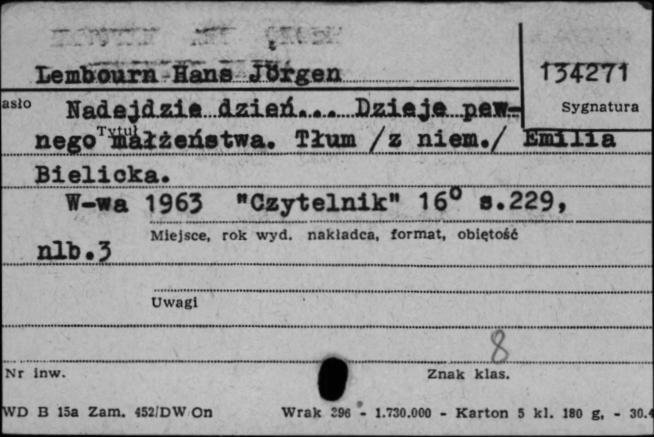 Lembourn Hans Jörgen
134271
asło
Nadejdzie dzień... Dzieje pew-
Sygnatura
Tytuł
nego małżeństwa. Tłum /z niem./ Emilia
Bielicka.
W-wa 1963 "Czytelnik" 16° s.229,
Miejsce, rok wyd. nakładca, format, obiętość
nlb.3
Uwagi
8
Nr inw.
Znak klas.
WD B 15a Zam. 452/DW On Wrak 296 - 1.730.000 - Karton 5 kl. 180 g, - 30.4